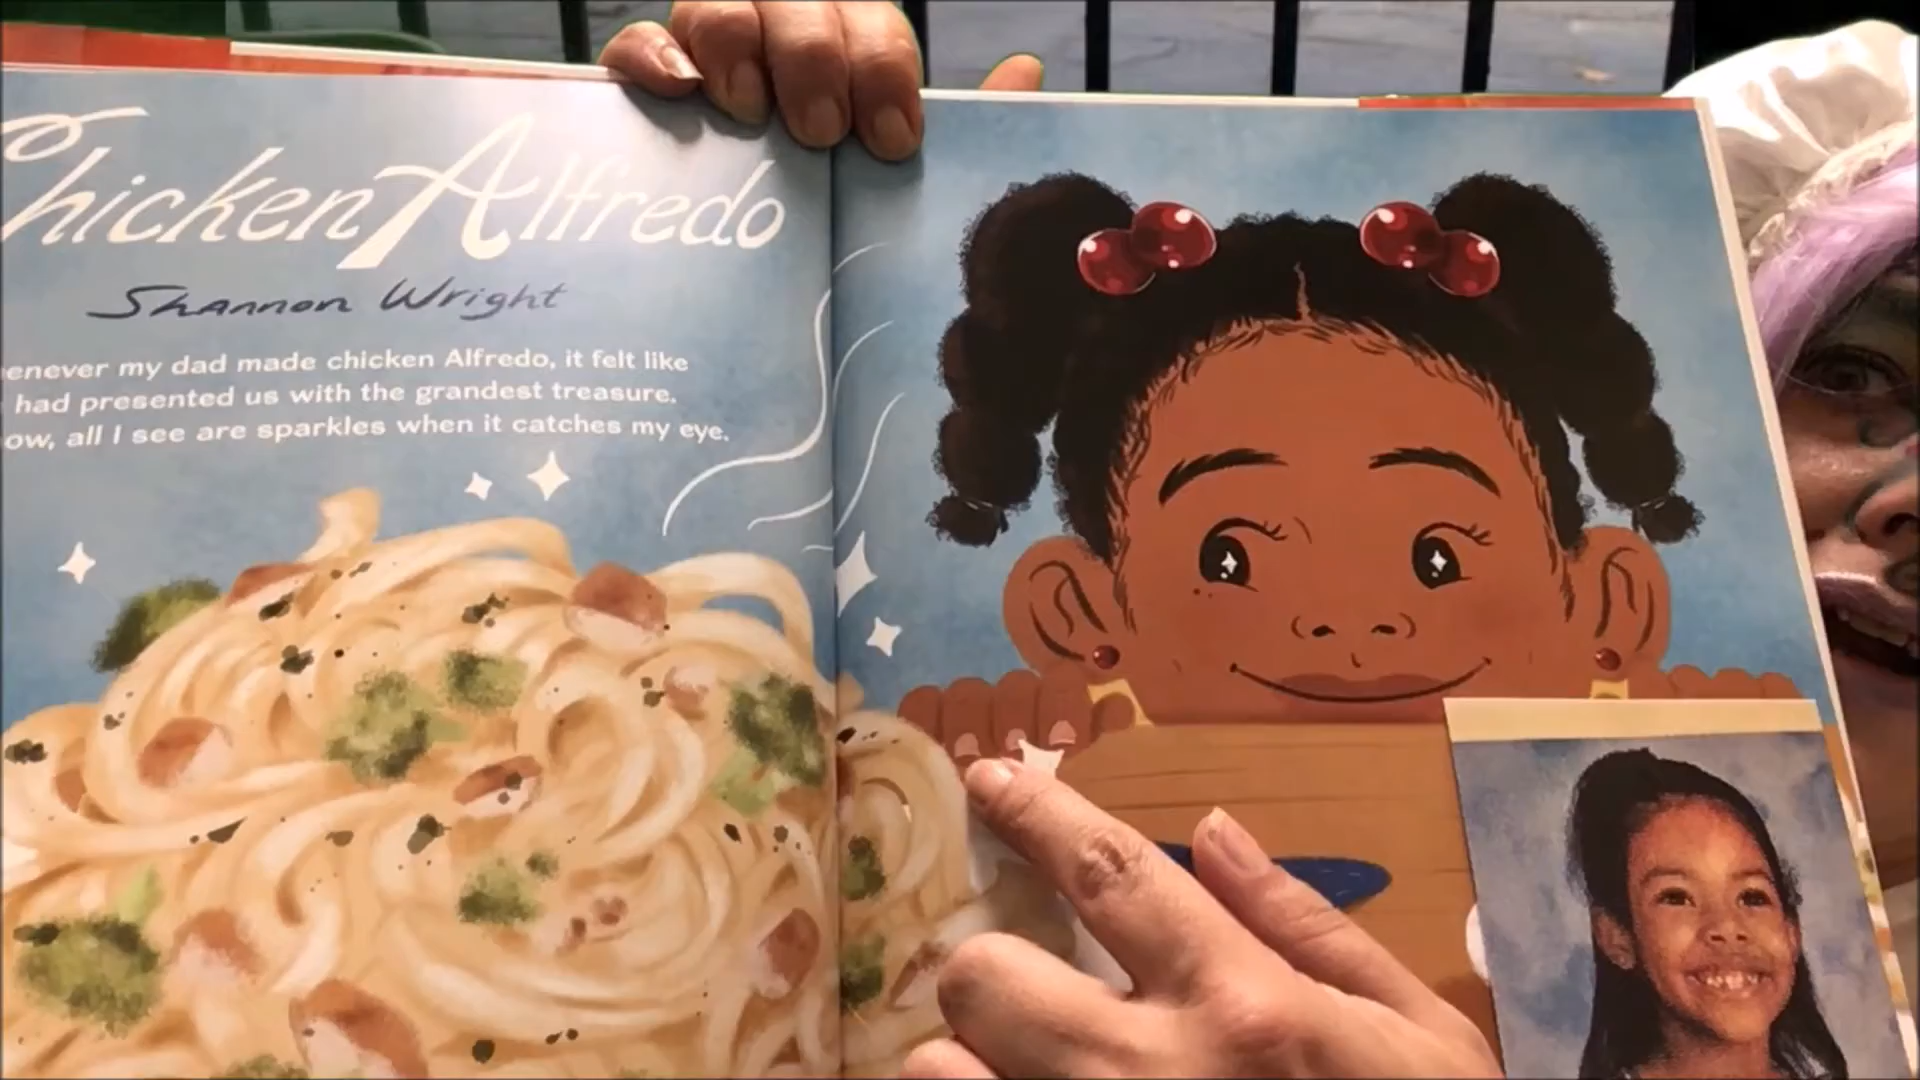 Chicken Alfredo
Shannon Wright
enever my dad made chicken Alfredo, it felt like
had presented us with the grandest treasure.
ow, all I see are sparkles when it catches my eye.